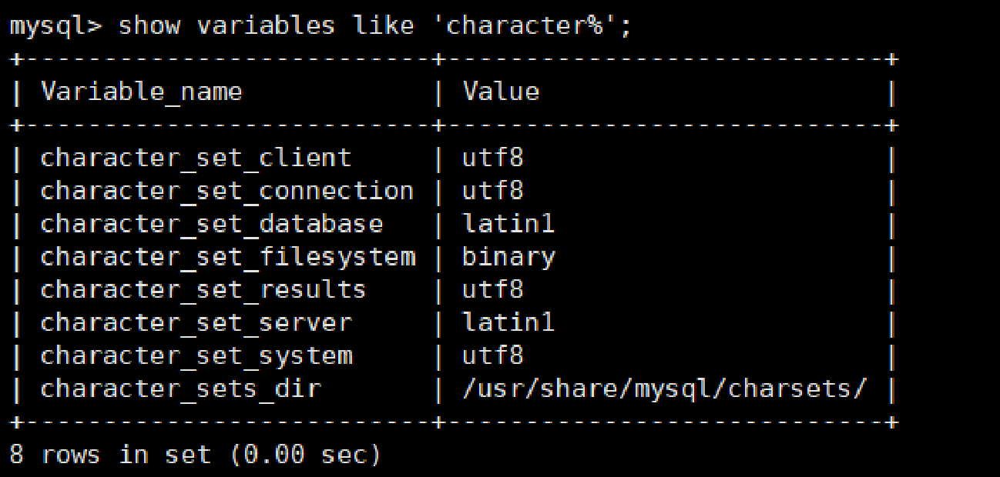 mysql> show variables like 'character%';
+--------------------------+----------------------------+
| Variable_name            | Value                      |
+--------------------------+----------------------------+
| character_set_client     | utf8                       |
| character_set_connection | utf8                       |
| character_set_database   | latin1                     |
| character_set_filesystem | binary                     |
| character_set_results    | utf8                       |
| character_set_server     | latin1                     |
| character_set_system     | utf8                       |
| character_sets_dir       | /usr/share/mysql/charsets/ |
+--------------------------+----------------------------+
8 rows in set (0.00 sec)